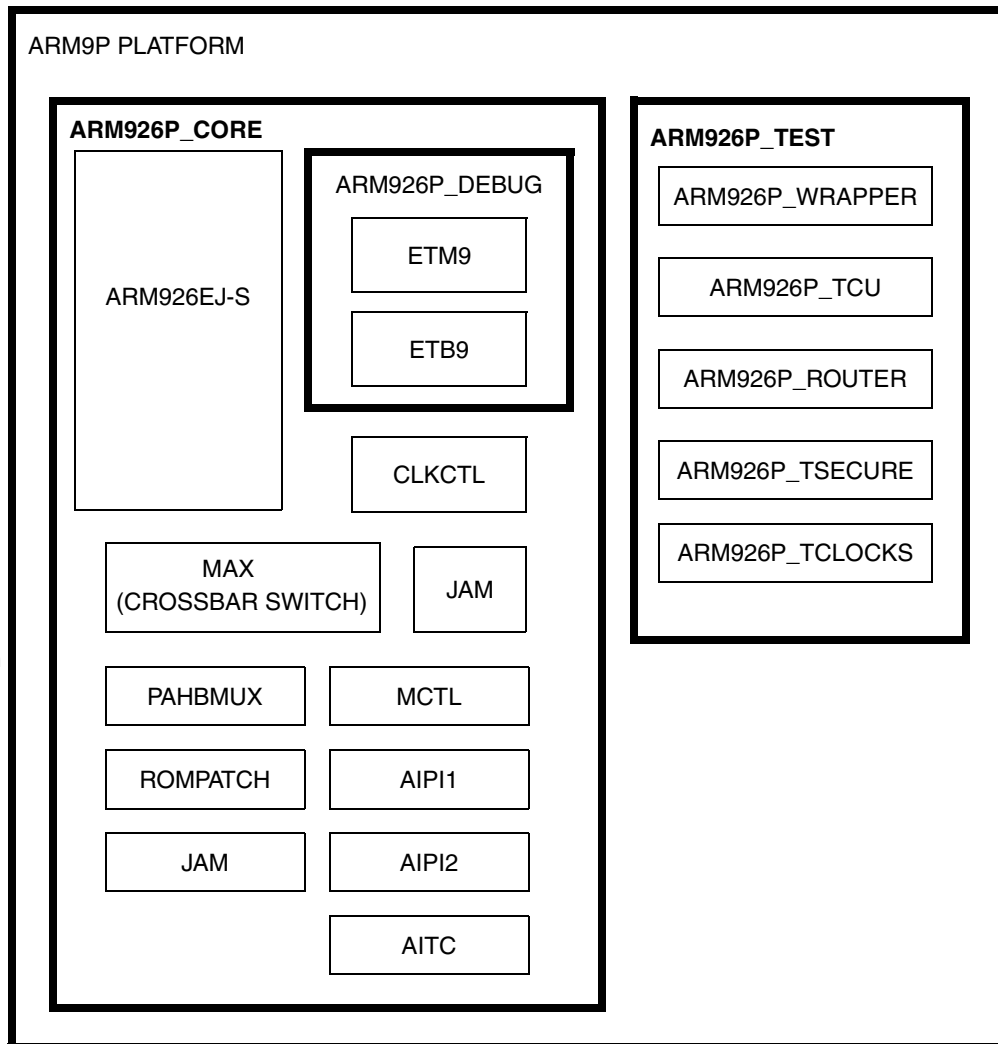 ARM9P PLATFORM
ARM926P_CORE
ARM926EJ-S
ARM926P_DEBUG
ETM9
ETB9
CLKCTL
MAX
(CROSSBAR SWITCH)
JAM
PAHBMUX
MCTL
ROMPATCH
AIPI1
JAM
AIPI2
AITC
ARM926P_TEST
ARM926P_WRAPPER
ARM926P_TCU
ARM926P_ROUTER
ARM926P_TSECURE
ARM926P_TCLOCKS